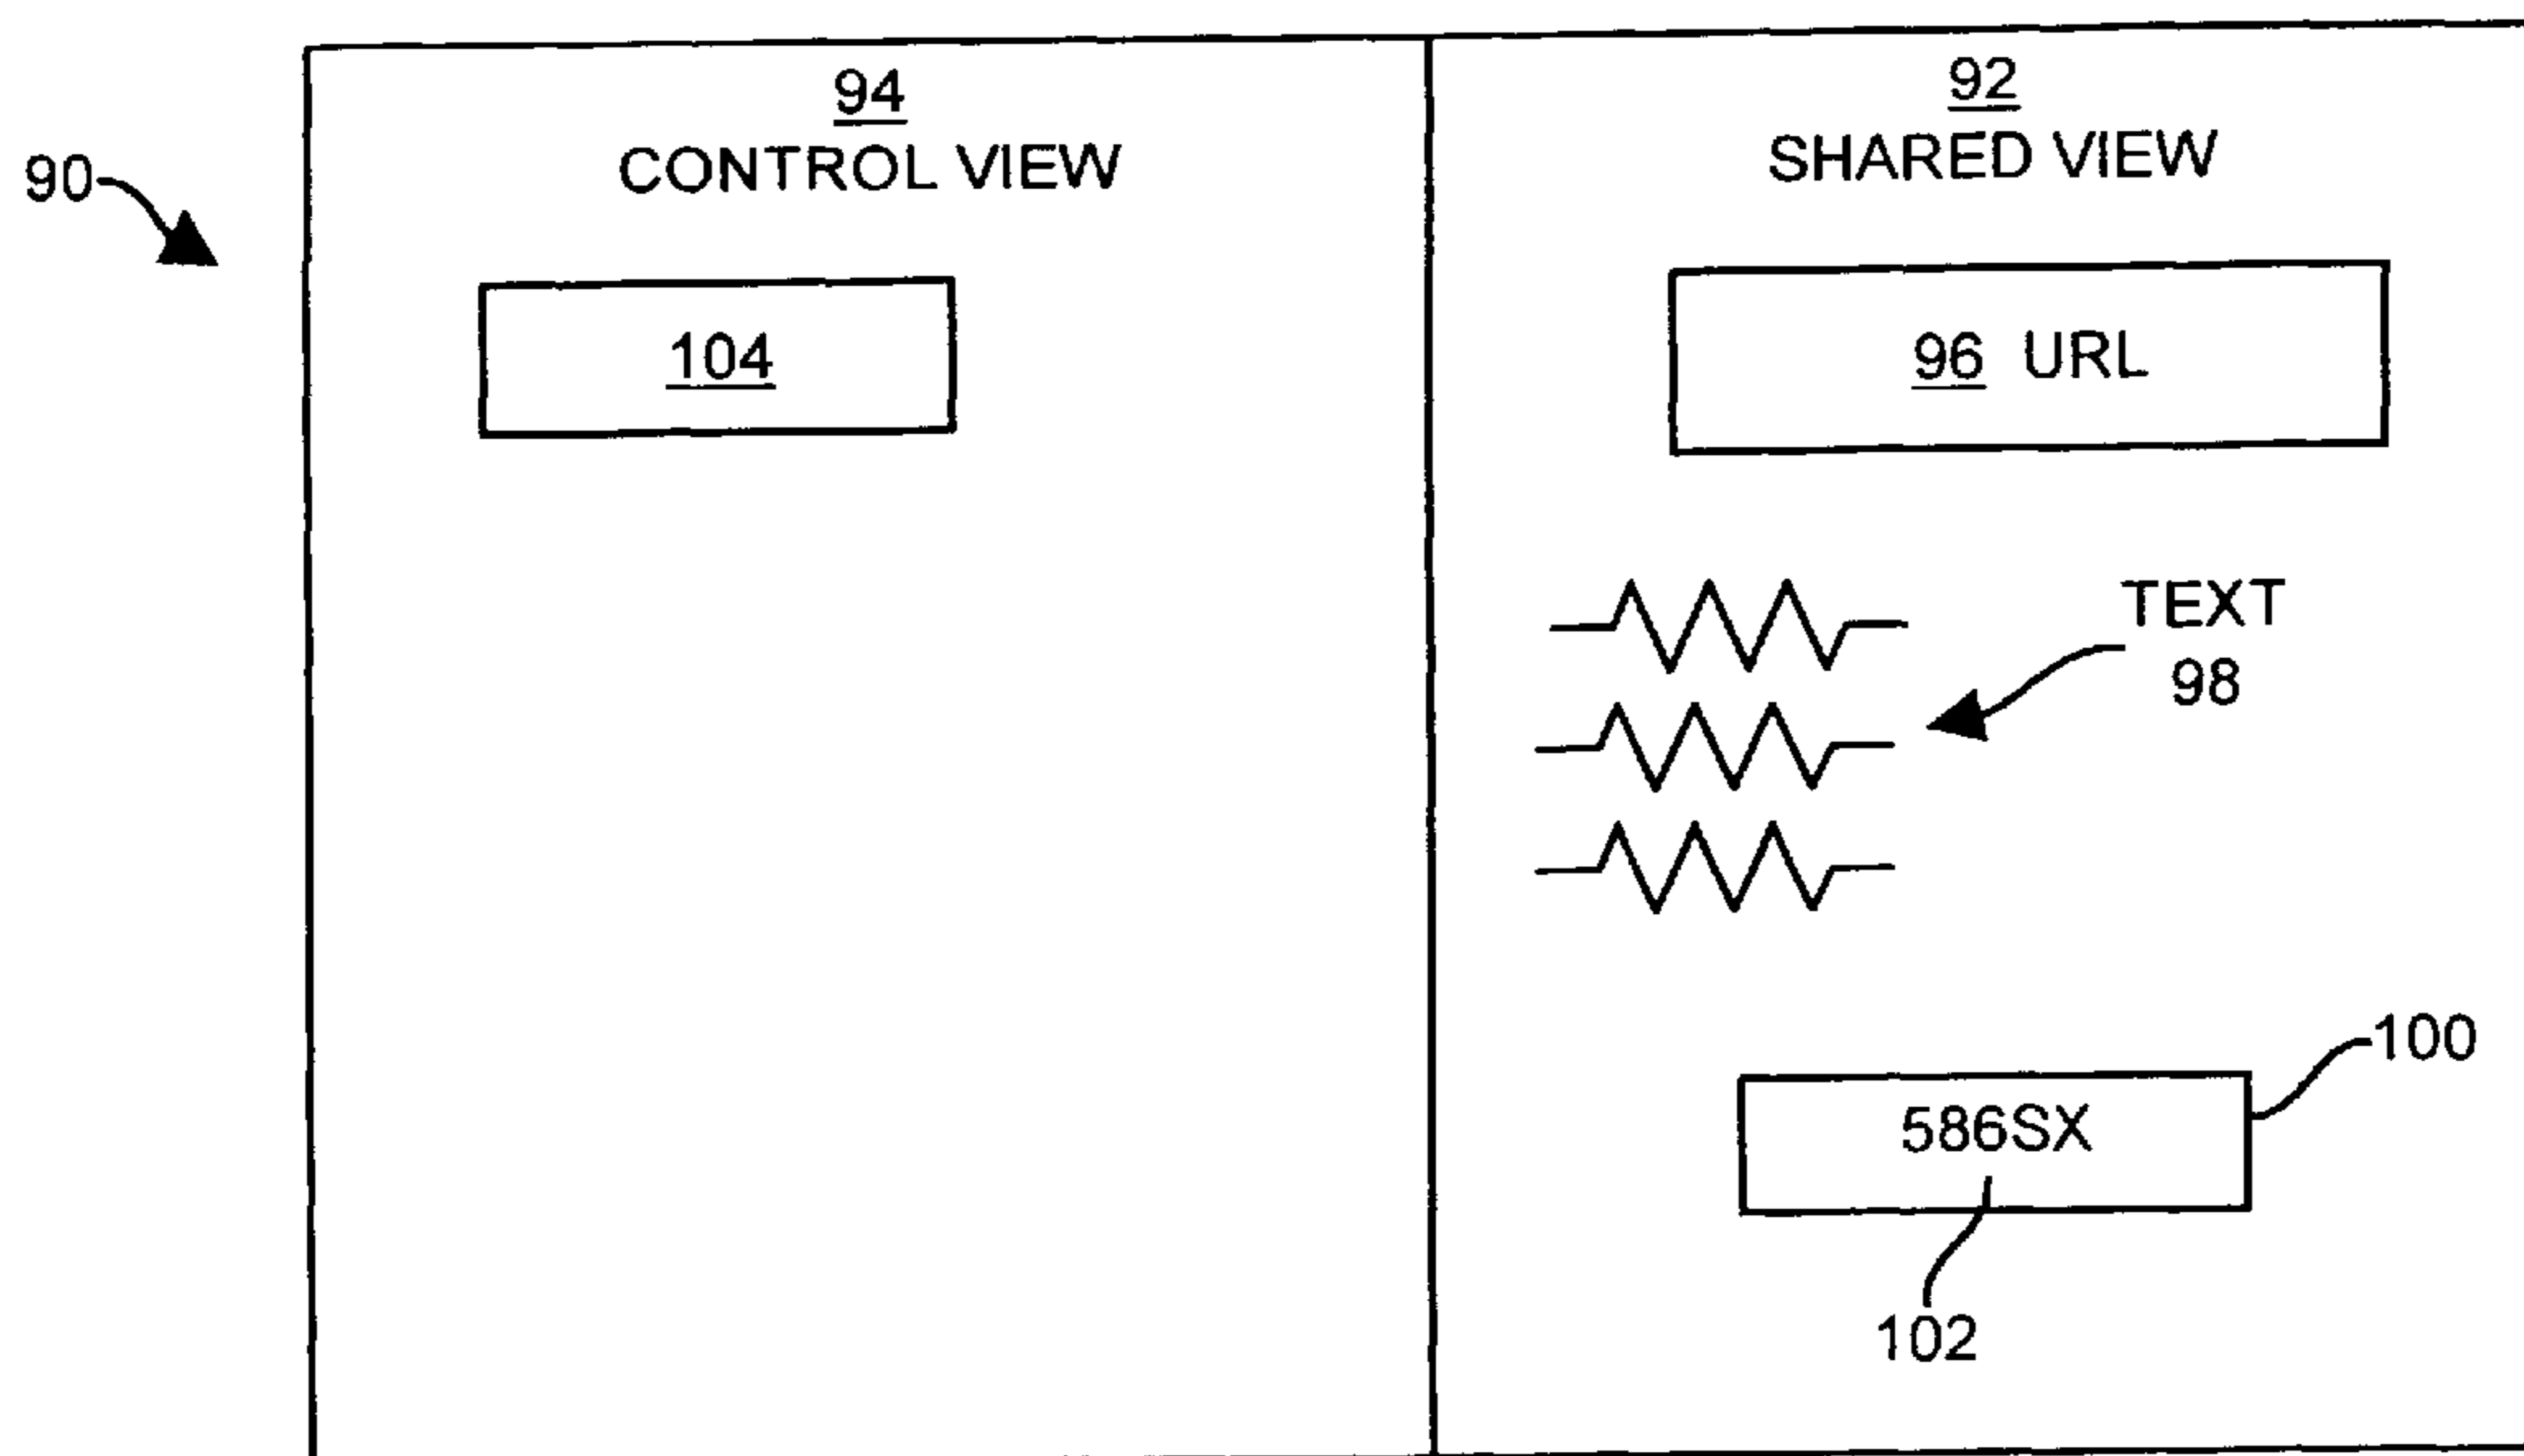 90
94
CONTROL VIEW
104
92
SHARED VIEW
96 URL
TEXT
98
100
586SX
102